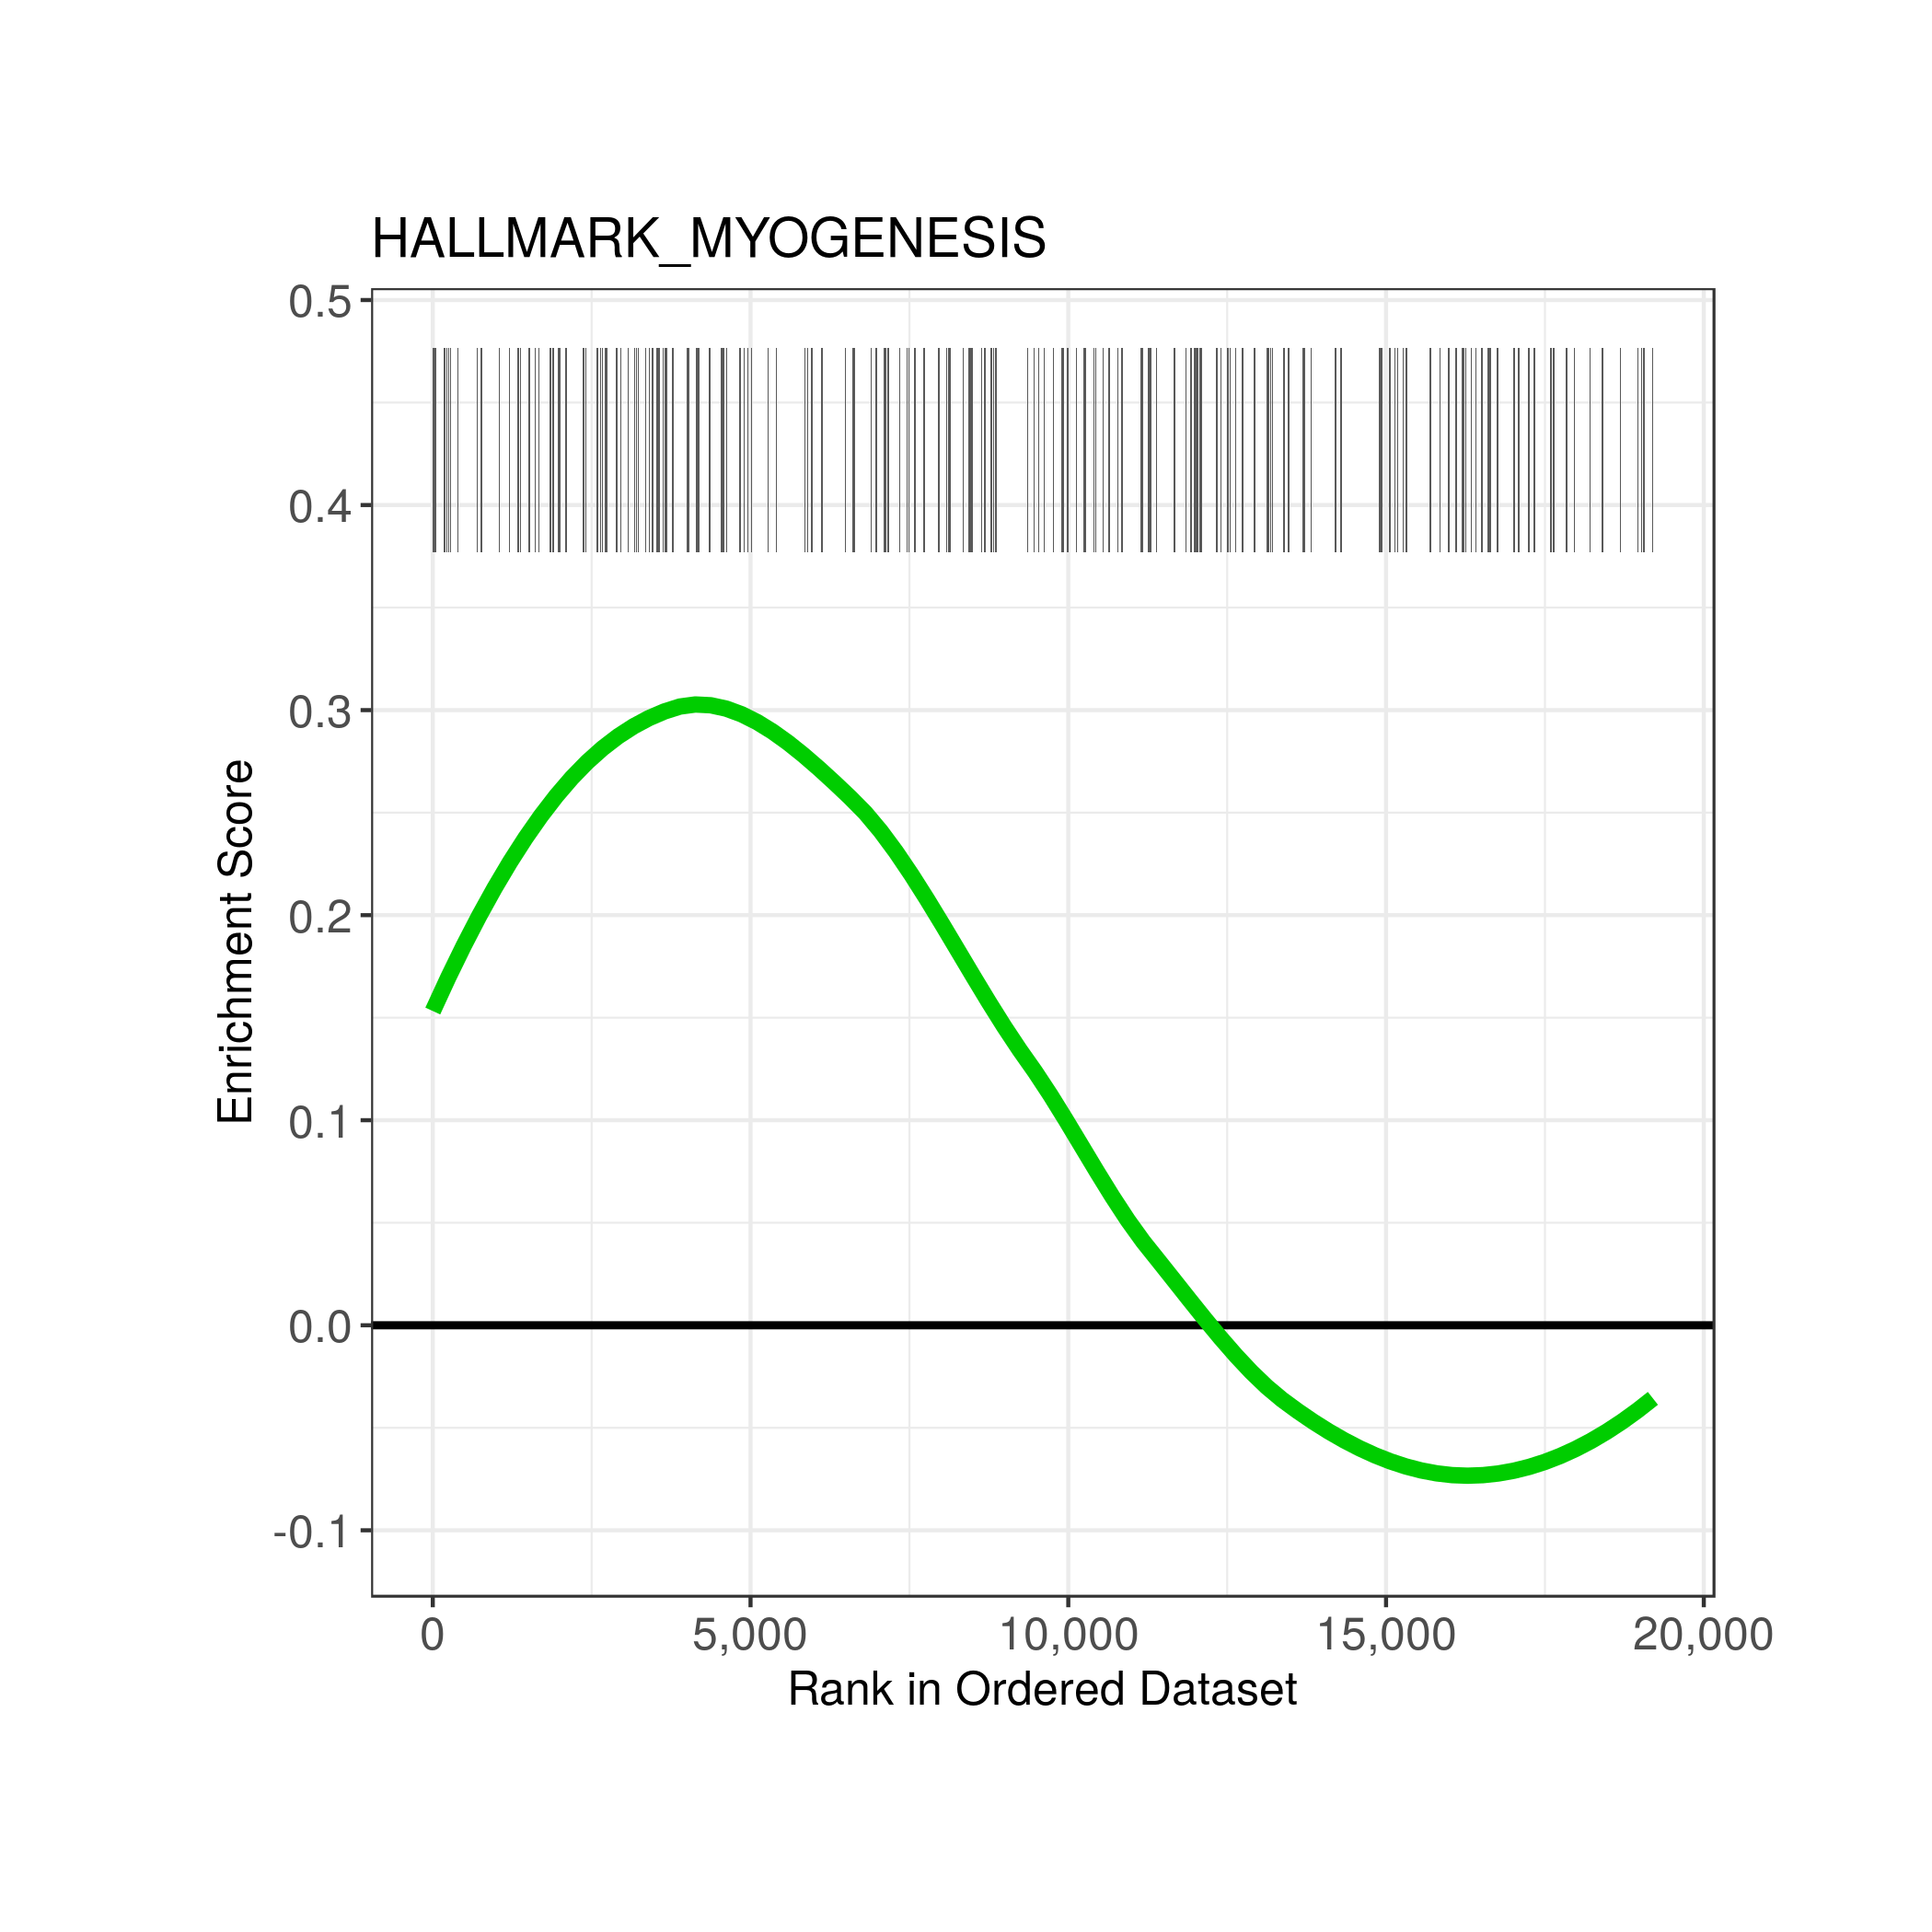 HALLMARK_MYOGENESIS
0.5
0.4
0.3
0.2
0.1
0.0
-0.1
Enrichment Score
0 5,000 10,000 15,000 20,000
Rank in Ordered Dataset